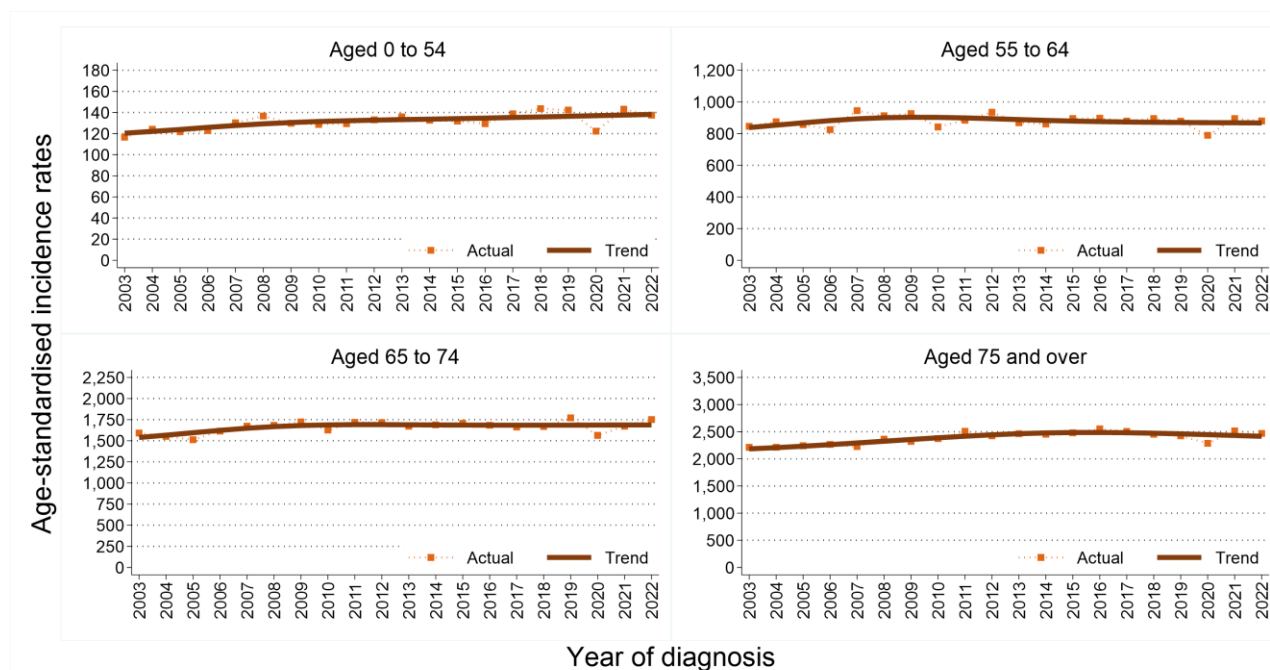 Age-standardised incidence rates
Aged 0 to 54
180
160
140
120
100
80
60
40
20
0
Actual Trend
2003 2004 2005 2006 2007 2008 2009 2010 2011 2012 2013 2014 2015 2016 2017 2018 2019 2020 2021 2022
Aged 55 to 64
1,200
1,000
800
600
400
200
0
Actual Trend
2003 2004 2005 2006 2007 2008 2009 2010 2011 2012 2013 2014 2015 2016 2017 2018 2019 2020 2021 2022
Aged 65 to 74
2,250
2,000
1,750
1,500
1,250
1,000
750
500
250
0
Actual Trend
2003 2004 2005 2006 2007 2008 2009 2010 2011 2012 2013 2014 2015 2016 2017 2018 2019 2020 2021 2022
Aged 75 and over
3,500
3,000
2,500
2,000
1,500
1,000
500
0
Actual Trend
2003 2004 2005 2006 2007 2008 2009 2010 2011 2012 2013 2014 2015 2016 2017 2018 2019 2020 2021 2022
Year of diagnosis